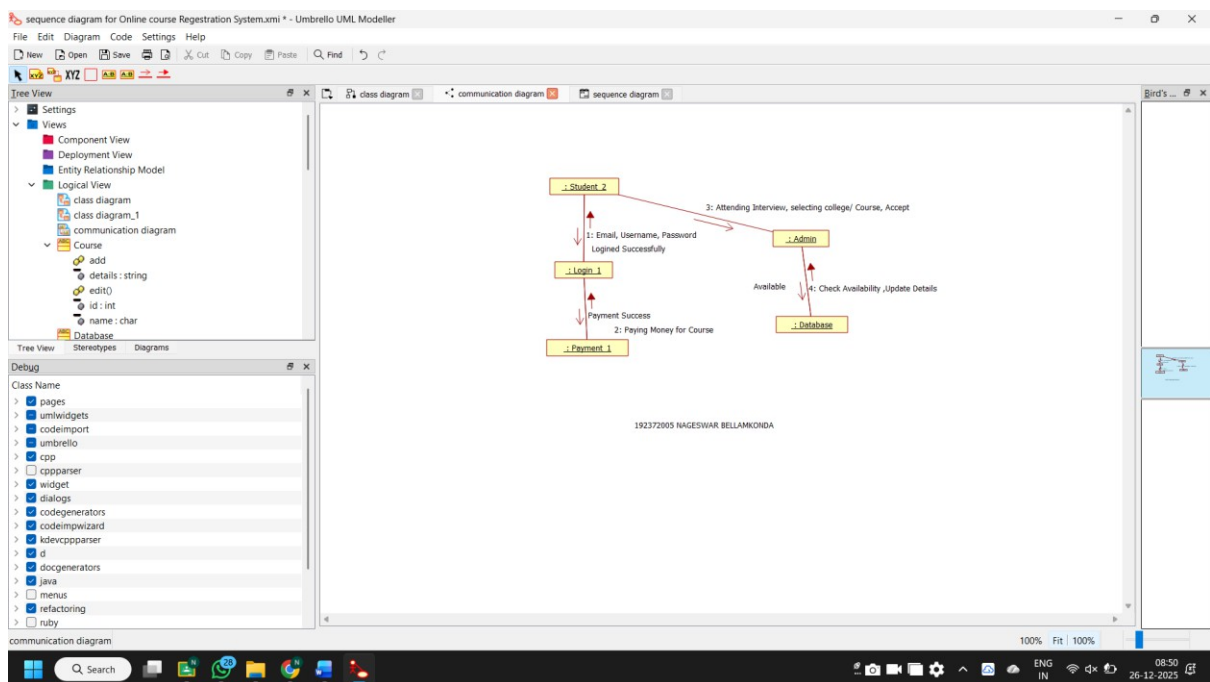 sequence diagram for Online course Regestration System.xmi * - Umbrello UML Modeller
File Edit Diagram Code Settings Help
New Open Save Cut Copy Paste Find
XYZ XYZ A:B A:B
Tree View
class diagram communication diagram sequence diagram
Bird's ...
Settings
Views
Component View
Deployment View
Entity Relationship Model
Logical View
class diagram
class diagram_1
communication diagram
Course
add
details : string
edit()
id : int
name : char
Database
Tree View Stereotypes Diagrams
Debug
Class Name
pages
umlwidgets
codeimport
umbrello
cpp
cppparser
widget
dialogs
codegenerators
codeimpwizard
kdevcppparser
d
docgenerators
java
menus
refactoring
ruby
: Student_2
3: Attending Interview, selecting college/ Course, Accept
1: Email, Username, Password
Logined Successfully
: Admin
: Login_1
Available
4: Check Availability ,Update Details
Payment Success
2: Paying Money for Course
: Database
: Payment_1
192372005 NAGESWAR BELLAMKONDA
communication diagram
100% Fit 100%
Search
28
ENG
IN
08:50
26-12-2025